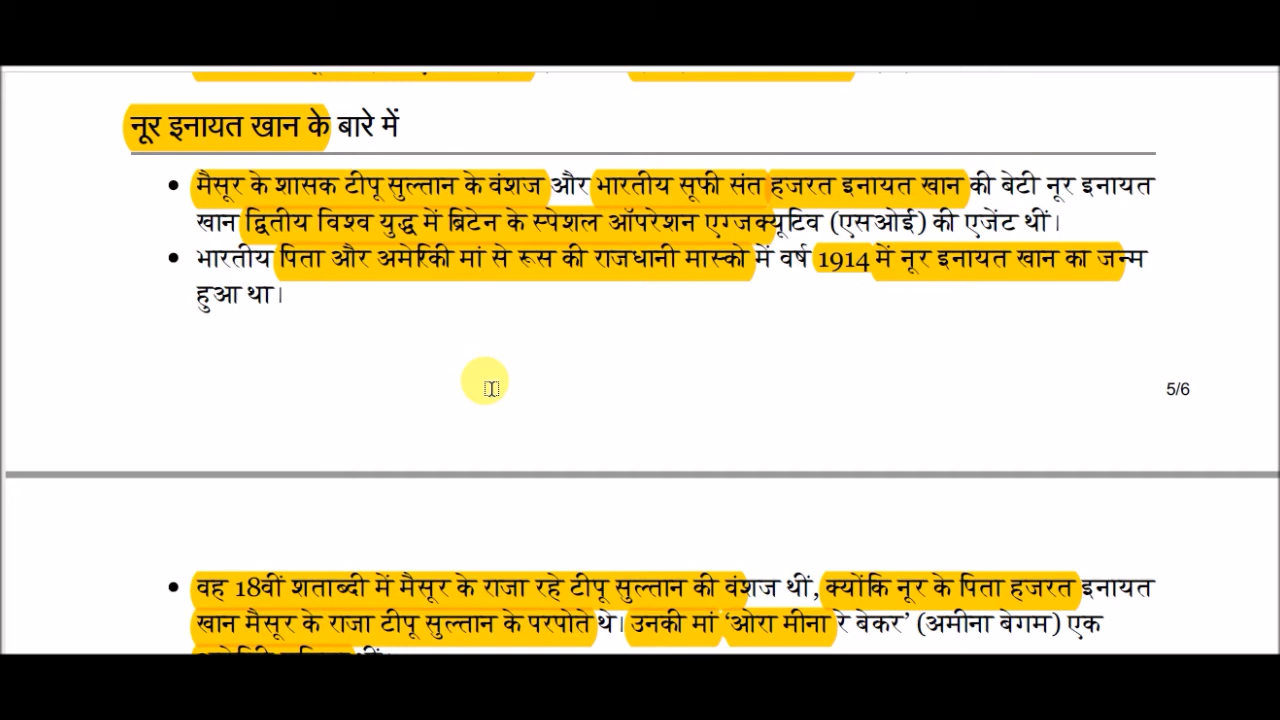 नूर इनायत खान के बारे में
• मैसूर के शासक टीपू सुल्तान के वंशज और भारतीय सूफी संत हजरत इनायत खान की बेटी नूर इनायत
खान द्वितीय विश्व युद्ध में ब्रिटेन के स्पेशल ऑपरेशन एग्जक्यूटिव (एसओई) की एजेंट थीं।
• भारतीय पिता और अमेरिकी मां से रूस की राजधानी मास्को में वर्ष 1914 में नूर इनायत खान का जन्म
हुआ था।
5/6
• वह 18वीं शताब्दी में मैसूर के राजा रहे टीपू सुल्तान की वंशज थीं, क्योंकि नूर के पिता हजरत इनायत
खान मैसूर के राजा टीपू सुल्तान के परपोते थे। उनकी मां ‘ओरा मीना रे बेकर’ (अमीना बेगम) एक